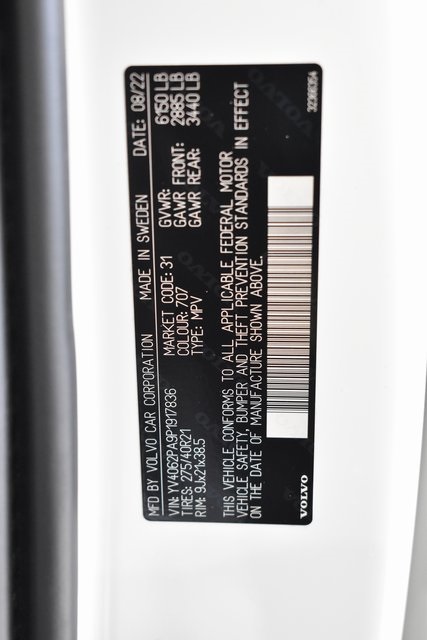 MFD BY VOLVO CAR CORPORATION MADE IN SWEDEN DATE: 08/22
VIN: YV4062PA9P1917836 MARKET CODE: 31 GVWR: 6150 LB
TIRES: 275/40R21 COLOUR: 707 GAWR FRONT: 2885 LB
RIM: 9Jx21x38.5 TYPE: MPV GAWR REAR: 3440 LB
THIS VEHICLE CONFORMS TO ALL APPLICABLE FEDERAL MOTOR
VEHICLE SAFETY, BUMPER AND THEFT PREVENTION STANDARDS IN EFFECT
ON THE DATE OF MANUFACTURE SHOWN ABOVE.
VOLVO